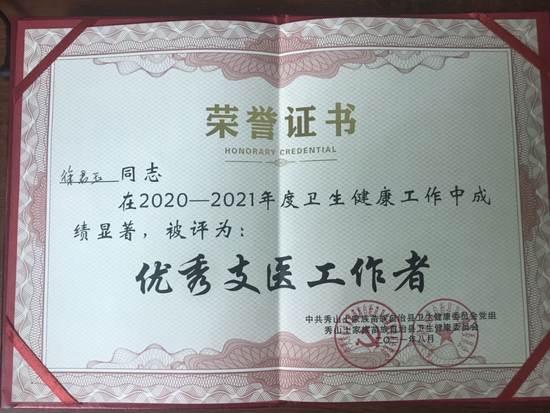 荣誉证书
HONORARY CREDENTIAL
同志
在2020—2021年度卫生健康工作中成
绩显著，被评为：
优秀支医工作者
中共秀山土家族苗族自治县卫生健康委员会党组
秀山土家族苗族自治县卫生健康委员会
二〇二一年八月